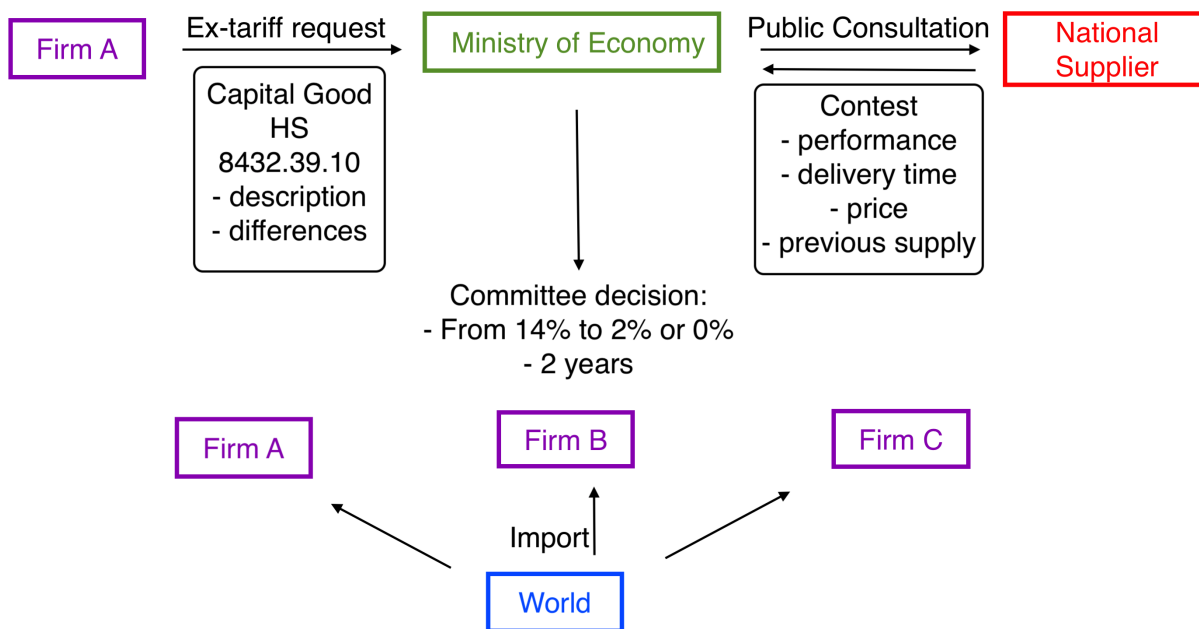 Firm A
Ex-tariff request
Ministry of Economy
Public Consultation
National
Supplier
Capital Good
HS
8432.39.10
- description
- differences
Contest
- performance
- delivery time
- price
- previous supply
Committee decision:
- From 14% to 2% or 0%
- 2 years
Firm A
Firm B
Firm C
Import
World